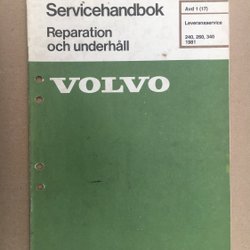 Servicehandbok
Reparation
och underhåll
Avd 1 (17)
Leveransservice
240, 260, 340
1981
VOLVO